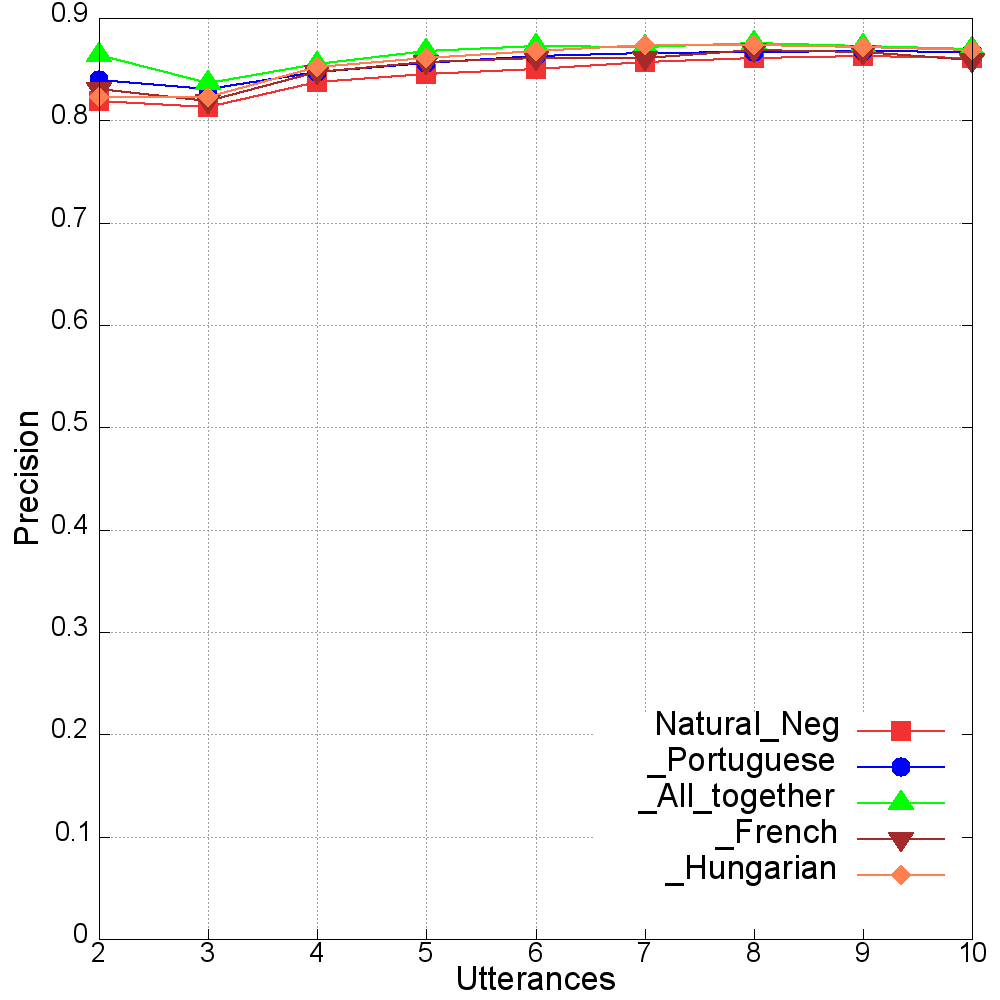 0.9
0.8
0.7
0.6
0.5
0.4
0.3
0.2
0.1
0
Precision
2 3 4 5 6 7 8 9 10
Utterances
Natural_Neg
_Portuguese
_All_together
_French
_Hungarian